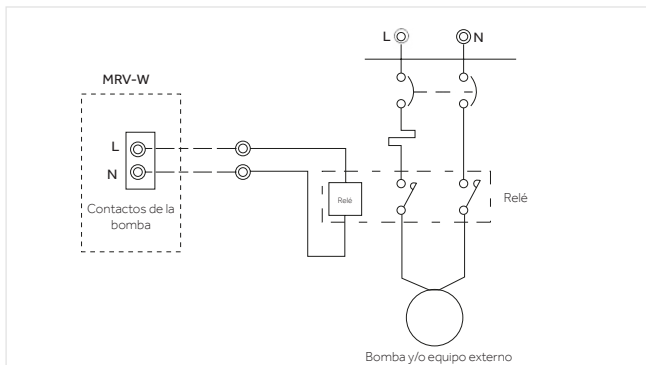 L N
MRV-W
L
N
Contactos de la
bomba
Relé
Relé
Bomba y/o equipo externo